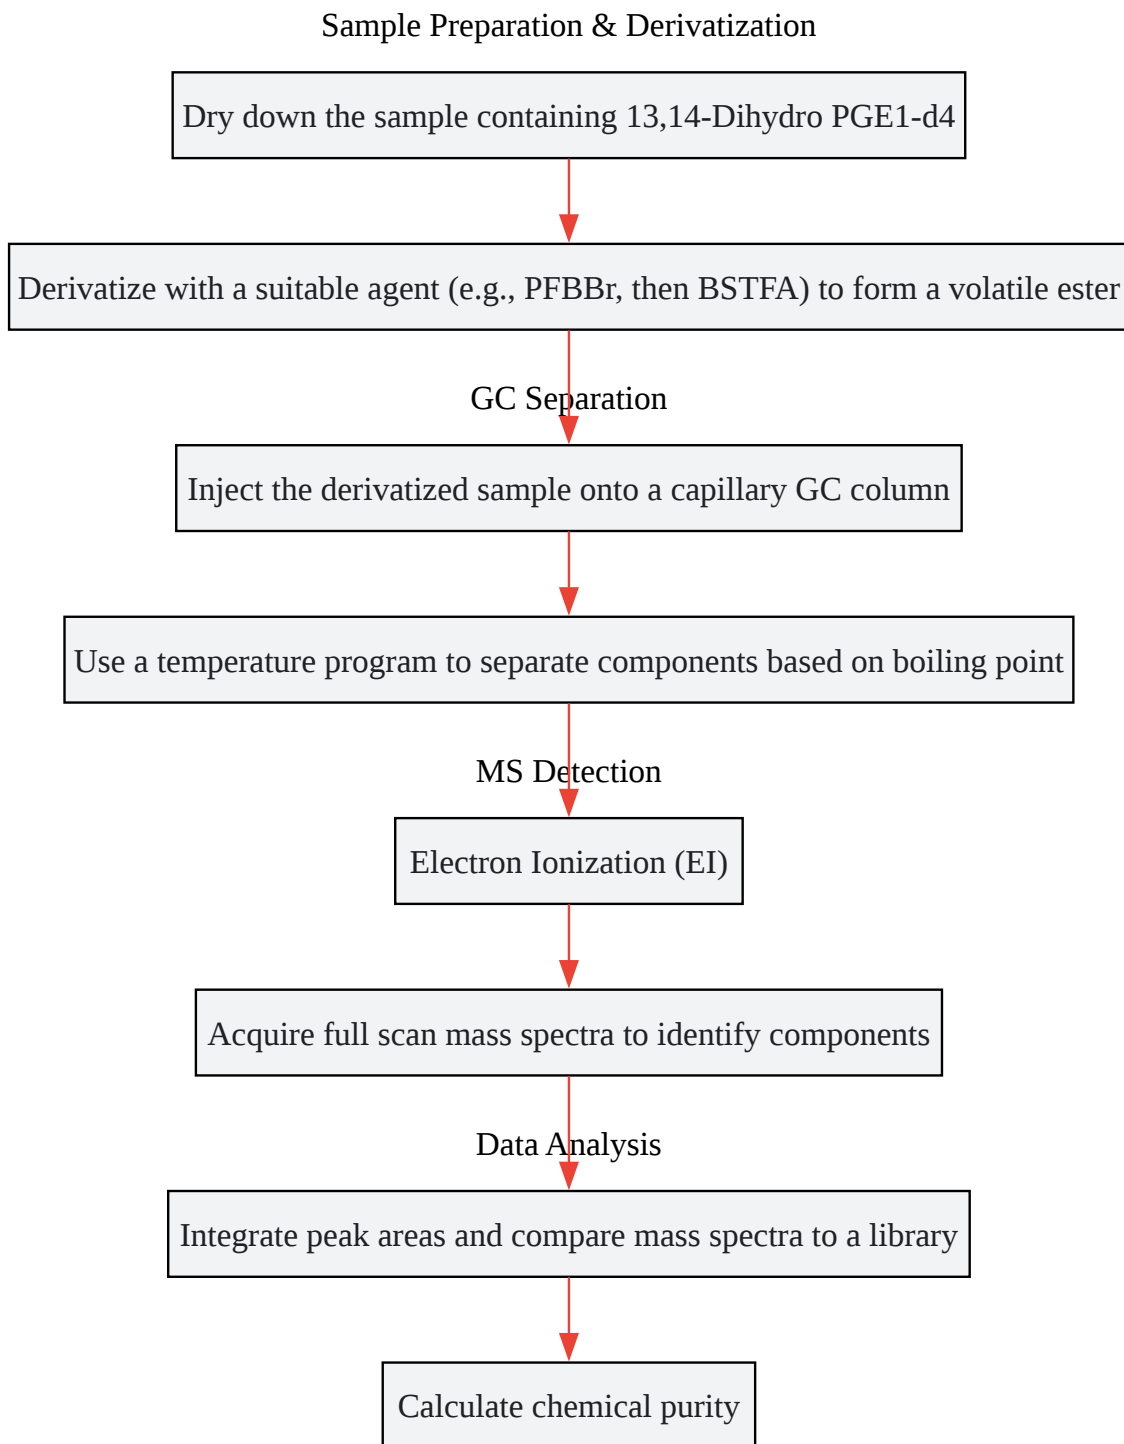 Sample Preparation & Derivatization
Dry down the sample containing 13,14-Dihydro PGE1-d4
Derivatize with a suitable agent (e.g., PFBBr, then BSTFA) to form a volatile ester
GC Separation
Inject the derivatized sample onto a capillary GC column
Use a temperature program to separate components based on boiling point
MS Detection
Electron Ionization (EI)
Acquire full scan mass spectra to identify components
Data Analysis
Integrate peak areas and compare mass spectra to a library
Calculate chemical purity